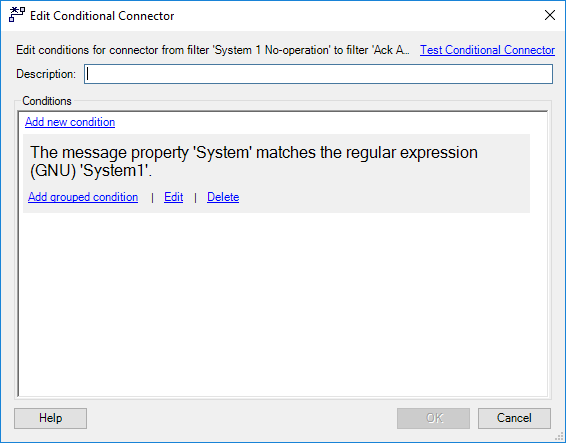 Edit Conditional Connector
Edit conditions for connector from filter 'System 1 No-operation' to filter 'Ack A... Test Conditional Connector
Description:
Conditions
Add new condition
The message property 'System' matches the regular expression
(GNU) 'System1'.
Add grouped condition | Edit | Delete
Help OK Cancel